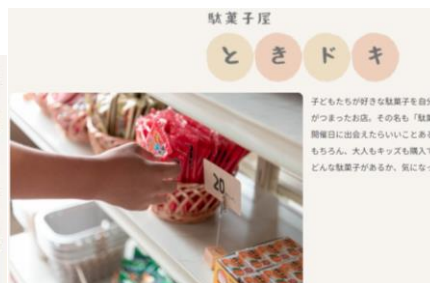 駄菓子屋
ときドキ
子どもたちが好きな駄菓子を自分
がつまったお店。その名も「駄菓
開催日に出会えたらいいことある
もちろん、大人もキッズも購入で
どんな駄菓子があるか、気になっ
20